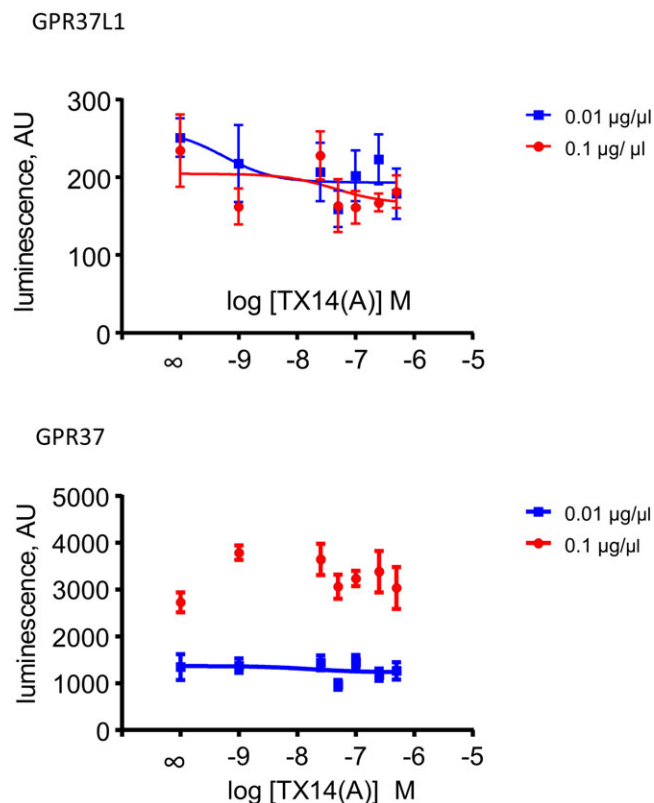 GPR37L1
luminescence, AU
300
200
100
0
log [TX14(A)] M
∞ -9 -8 -7 -6 -5
0.01 µg/µl
0.1 µg/ µl
GPR37
luminescence, AU
5000
4000
3000
2000
1000
0
∞ -9 -8 -7 -6 -5
log [TX14(A)] M
0.01 µg/µl
0.1 µg/µl